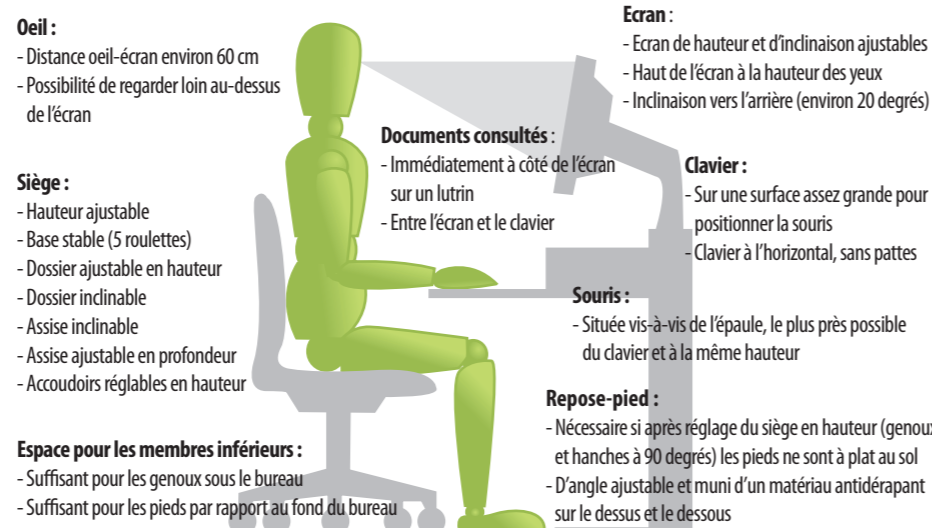 Oeil :
- Distance oeil-écran environ 60 cm
- Possibilité de regarder loin au-dessus
de l'écran
Siège :
- Hauteur ajustable
- Base stable (5 roulettes)
- Dossier ajustable en hauteur
- Dossier inclinable
- Assise inclinable
- Assise ajustable en profondeur
- Accoudoirs réglables en hauteur
Espace pour les membres inférieurs :
- Suffisant pour les genoux sous le bureau
- Suffisant pour les pieds par rapport au fond du bureau
Documents consultés :
- Immédiatement à côté de l'écran
sur un lutrin
- Entre l'écran et le clavier
Ecran :
- Ecran de hauteur et d'inclinaison ajustables
- Haut de l'écran à la hauteur des yeux
- Inclinaison vers l'arrière (environ 20 degrés)
Clavier :
- Sur une surface assez grande pour
positionner la souris
- Clavier à l'horizontal, sans pattes
Souris :
- Située vis-à-vis de l'épaule, le plus près possible
du clavier et à la même hauteur
Repose-pied :
- Nécessaire si après réglage du siège en hauteur (genoux
et hanches à 90 degrés) les pieds ne sont à plat au sol
- D'angle ajustable et muni d'un matériau antidérapant
sur le dessus et le dessous